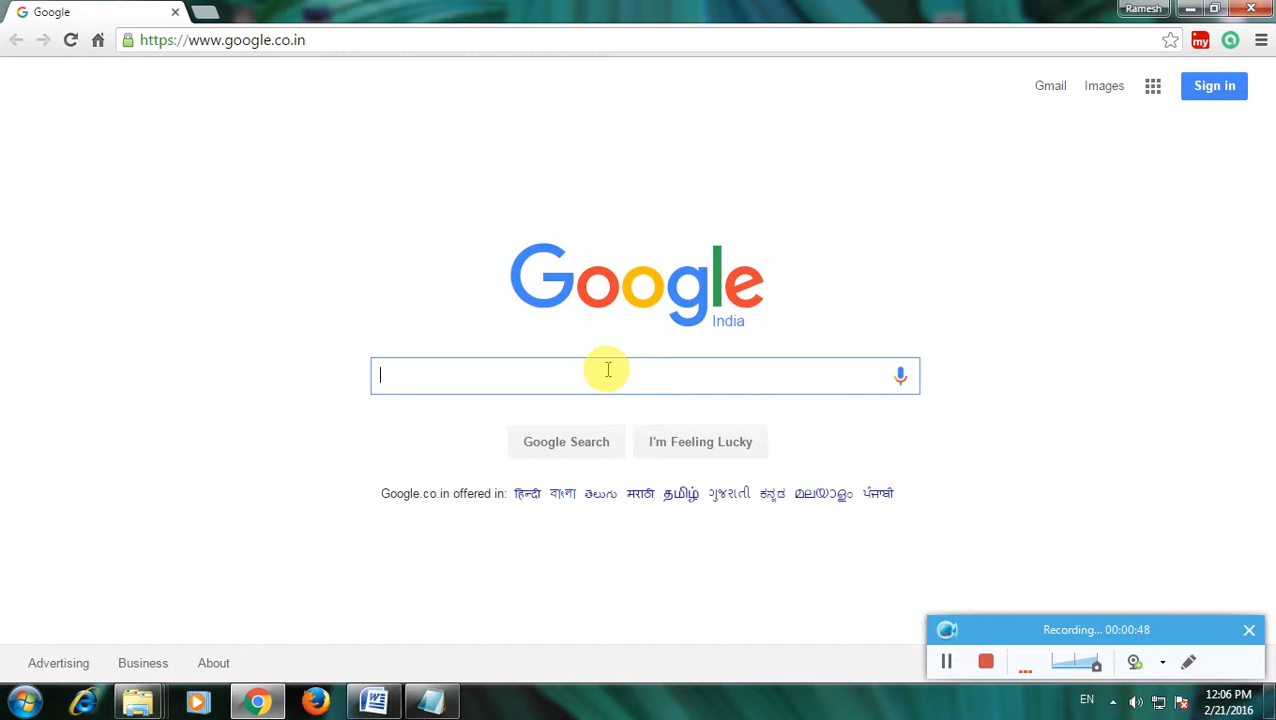 Google
Ramesh
https://www.google.co.in
my
Gmail Images Sign in
Google
India
Google Search I'm Feeling Lucky
Google.co.in offered in: हिन्दी বাংলা తెలుగు मराठी தமிழ் ગુજરાતી ಕನ್ನಡ മലയാളം ਪੰਜਾਬੀ
Recording... 00:00:48
Advertising Business About
EN
12:06 PM
2/21/2016